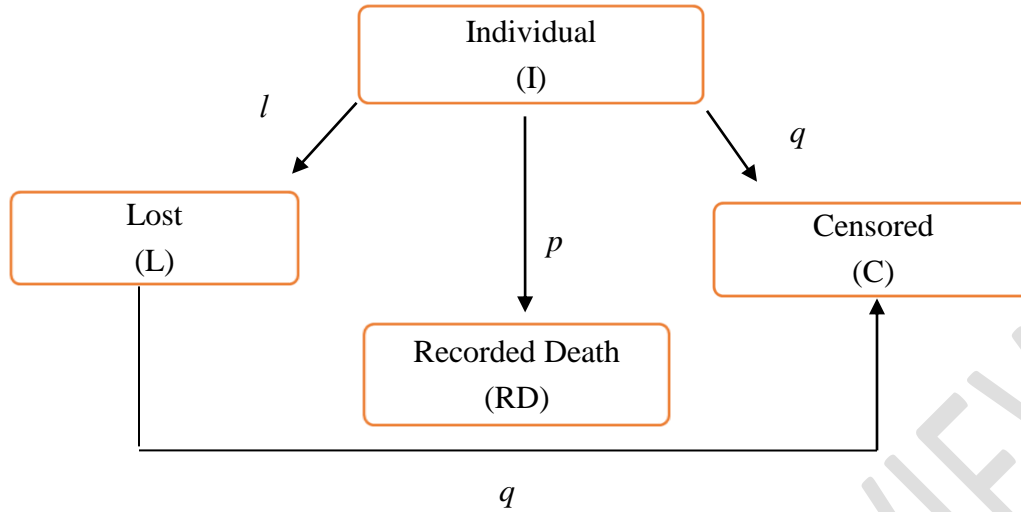 Individual
(I)
l
q
Lost
(L)
p
Censored
(C)
Recorded Death
(RD)
q